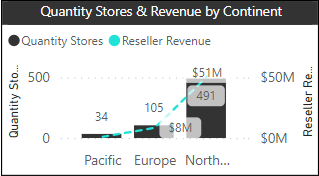 Quantity Stores & Revenue by Continent
Quantity Stores Reseller Revenue
Quantity Sto...
500
0
34
105
491
$8M
$51M
$50M
$0M
Reseller Re...
Pacific Europe North...